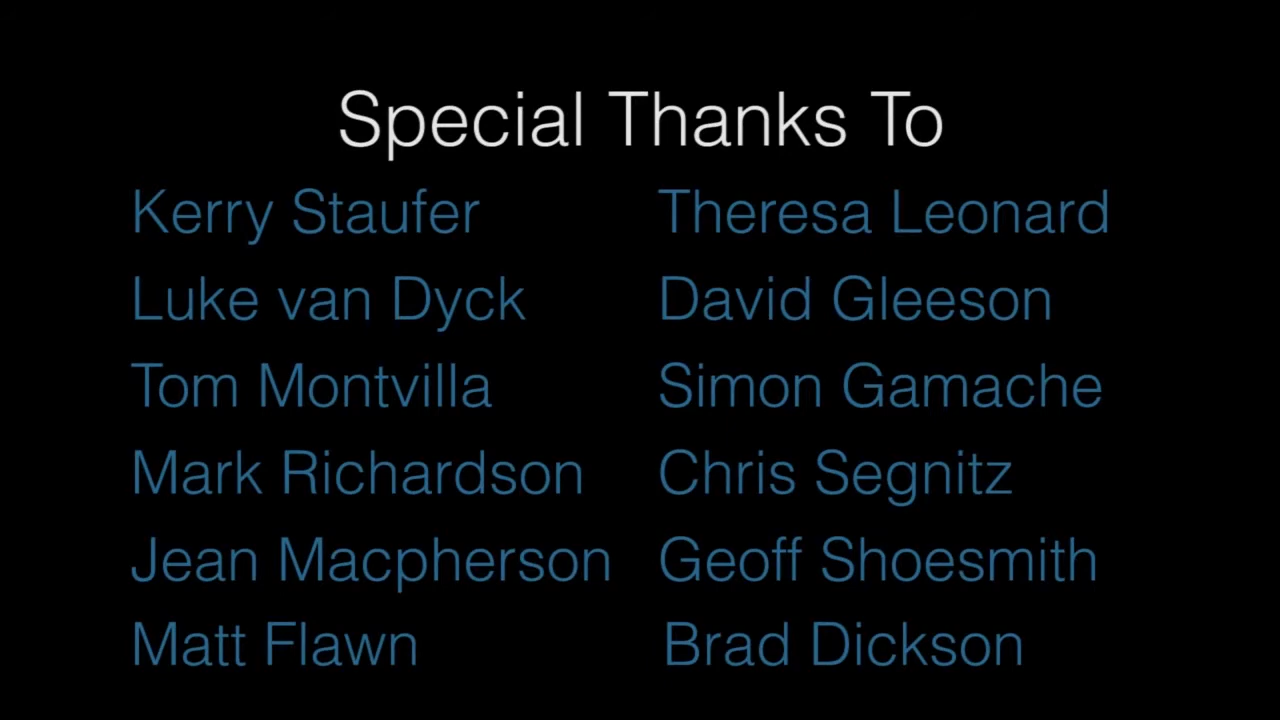 Special Thanks To
Kerry Staufer
Theresa Leonard
Luke van Dyck
David Gleeson
Tom Montvilla
Simon Gamache
Mark Richardson
Chris Segnitz
Jean Macpherson
Geoff Shoesmith
Matt Flawn
Brad Dickson